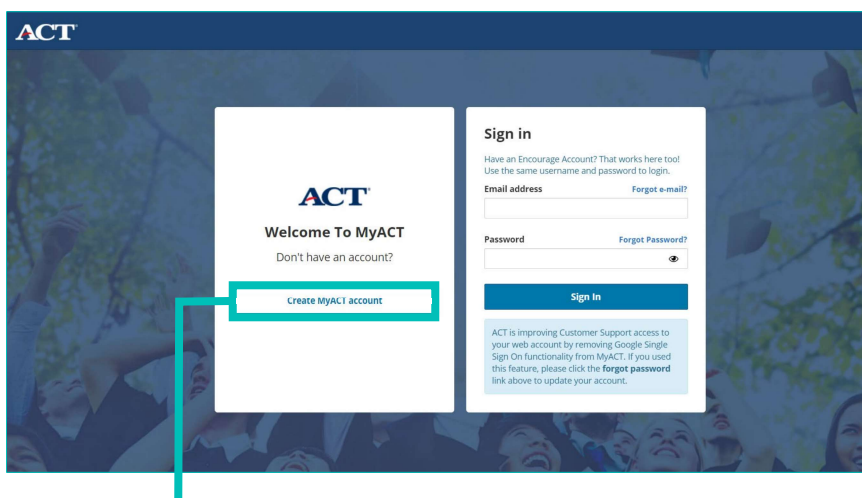 ACT
ACT
Welcome To MyACT
Don't have an account?
Create MyACT account
Sign in
Have an Encourage Account? That works here too!
Use the same username and password to login.
Email address Forgot e-mail?
Password Forgot Password?
Sign In
ACT is improving Customer Support access to
your web account by removing Google Single
Sign On functionality from MyACT. If you used
this feature, please click the forgot password
link above to update your account.